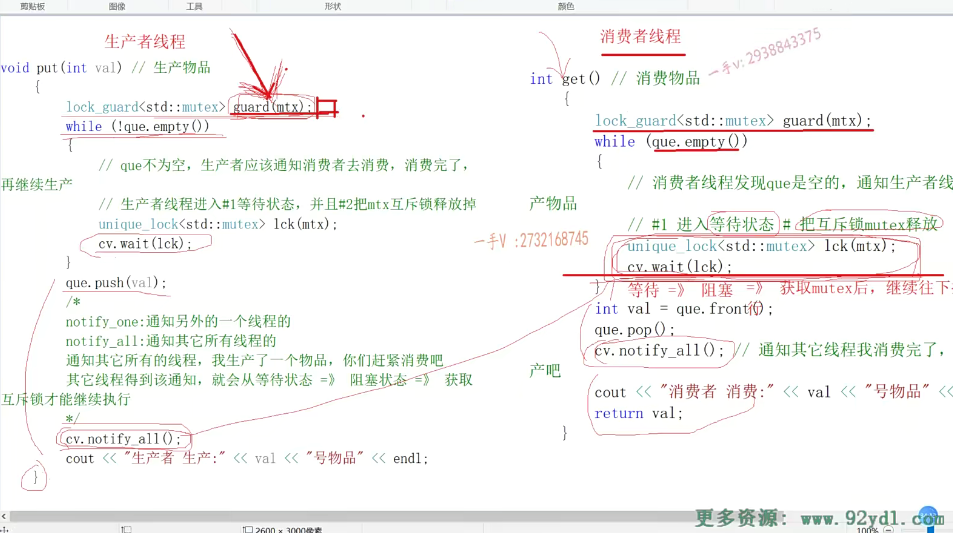 剪贴板 图像 工具 形状 颜色
生产者线程
void put(int val) // 生产物品
{
lock_guard<std::mutex> guard(mtx);
while (!que.empty())
{
// que不为空，生产者应该通知消费者去消费，消费完了，
再继续生产
// 生产者线程进入#1等待状态，并且#2把mtx互斥锁释放掉
unique_lock<std::mutex> lck(mtx);
cv.wait(lck);
}
que.push(val);
/*
notify_one:通知另外的一个线程的
notify_all:通知其它所有线程的
通知其它所有的线程，我生产了一个物品，你们赶紧消费吧
其它线程得到该通知，就会从等待状态 =》 阻塞状态 =》 获取
互斥锁才能继续执行
*/
cv.notify_all();
cout << "生产者 生产:" << val << "号物品" << endl;
}
消费者线程
一手v: 2938843375
int get() // 消费物品
{
lock_guard<std::mutex> guard(mtx);
while (que.empty())
{
// 消费者线程发现que是空的，通知生产者线
产物品
// #1 进入等待状态 # 把互斥锁mutex释放
unique_lock<std::mutex> lck(mtx);
cv.wait(lck);
} 等待 =》 阻塞 =》 获取mutex后，继续往下
行
int val = que.front();
que.pop();
cv.notify_all(); // 通知其它线程我消费完了，
产吧
cout << "消费者 消费:" << val << "号物品" <<
return val;
}
一手V :2732168745
更多资源: www.92ydl.com
2600 × 3000像素
100%